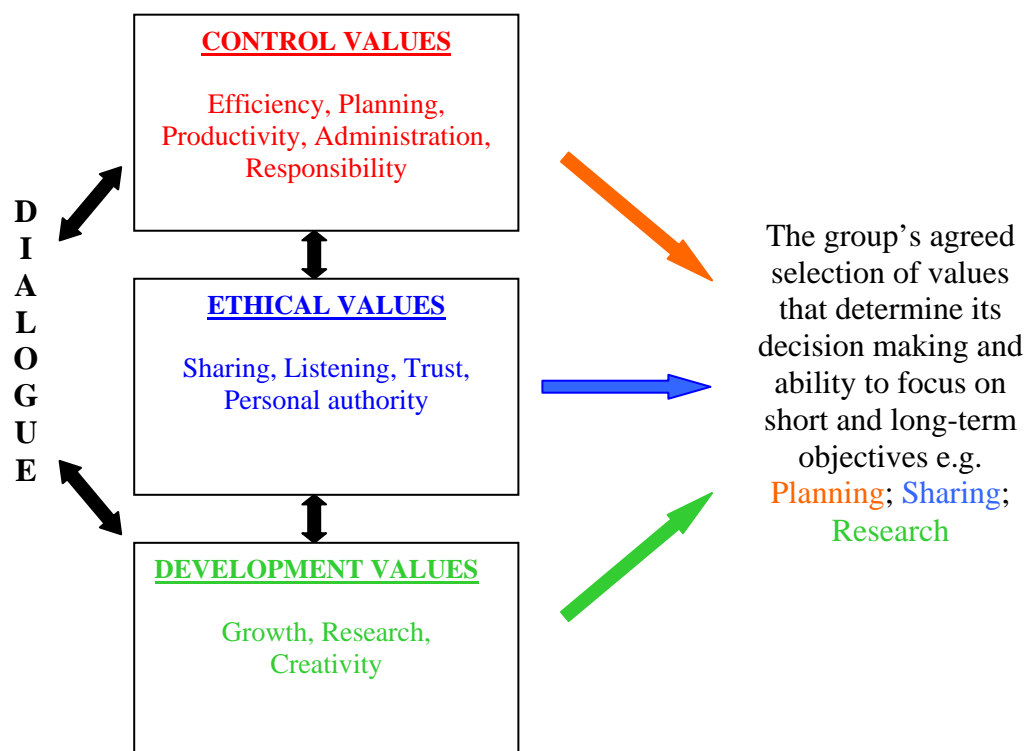 DIALOGUE
CONTROL VALUES
Efficiency, Planning,
Productivity, Administration,
Responsibility
ETHICAL VALUES
Sharing, Listening, Trust,
Personal authority
DEVELOPMENT VALUES
Growth, Research,
Creativity
The group’s agreed
selection of values
that determine its
decision making and
ability to focus on
short and long-term
objectives e.g.
Planning; Sharing;
Research